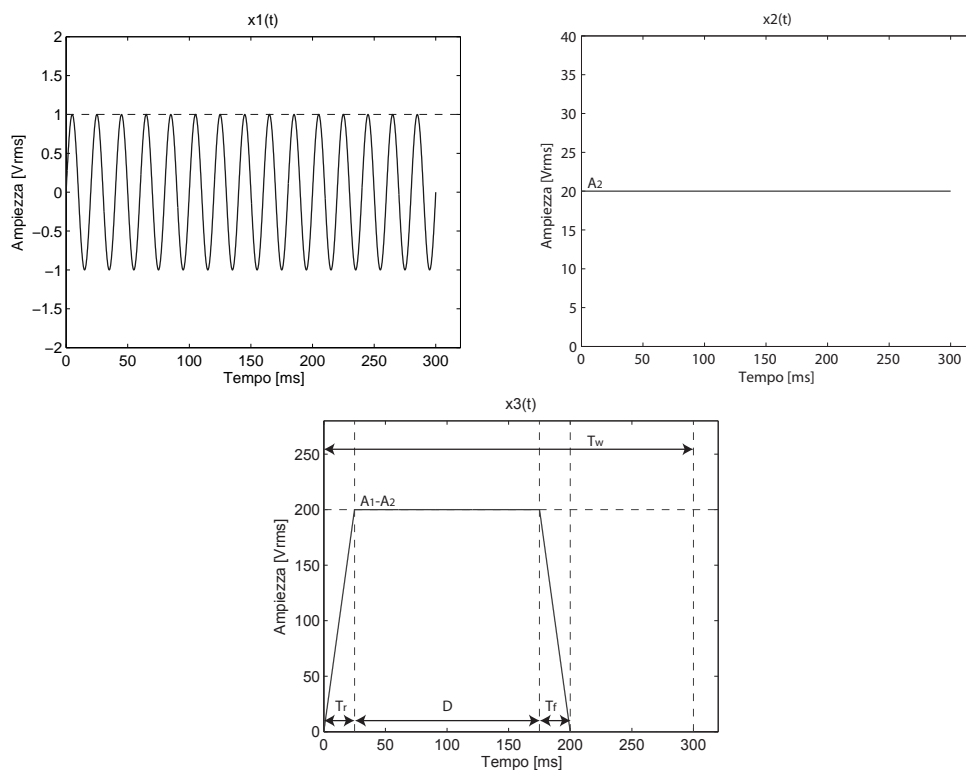 x1(t)
2
1.5
1
0.5
0
−0.5
−1
−1.5
−2
Ampiezza [Vrms]
0 50 100 150 200 250 300
Tempo [ms]
x2(t)
40
35
30
25
20
15
10
5
0
A2
Ampiezza [Vrms]
0 50 100 150 200 250 300
Tempo [ms]
x3(t)
250
200
150
100
50
0
Tw
A1-A2
Tr D Tf
Ampiezza [Vrms]
0 50 100 150 200 250 300
Tempo [ms]